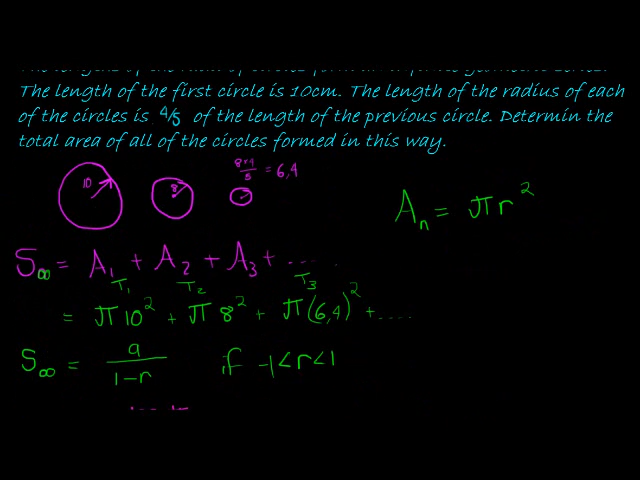 The length of the first circle is 10cm. The length of the radius of each
of the circles is 4/5 of the length of the previous circle. Determin the
total area of all of the circles formed in this way.
10 8 8×4/5 = 6,4
Aₙ = πr²
S∞ = A₁ + A₂ + A₃ + ......
T₁ T₂ T₃
= π10² + π8² + π(6,4)² + ......
S∞ = a/(1-r) if -1<r<1